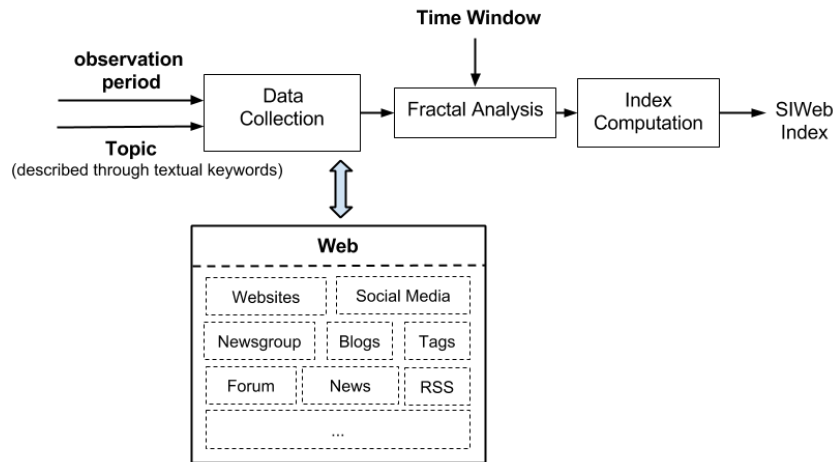 Time Window
observation
period
Data
Collection
Fractal Analysis
Index
Computation
SIWeb
Index
Topic
(described through textual keywords)
Web
Websites
Social Media
Newsgroup
Blogs
Tags
Forum
News
RSS
...